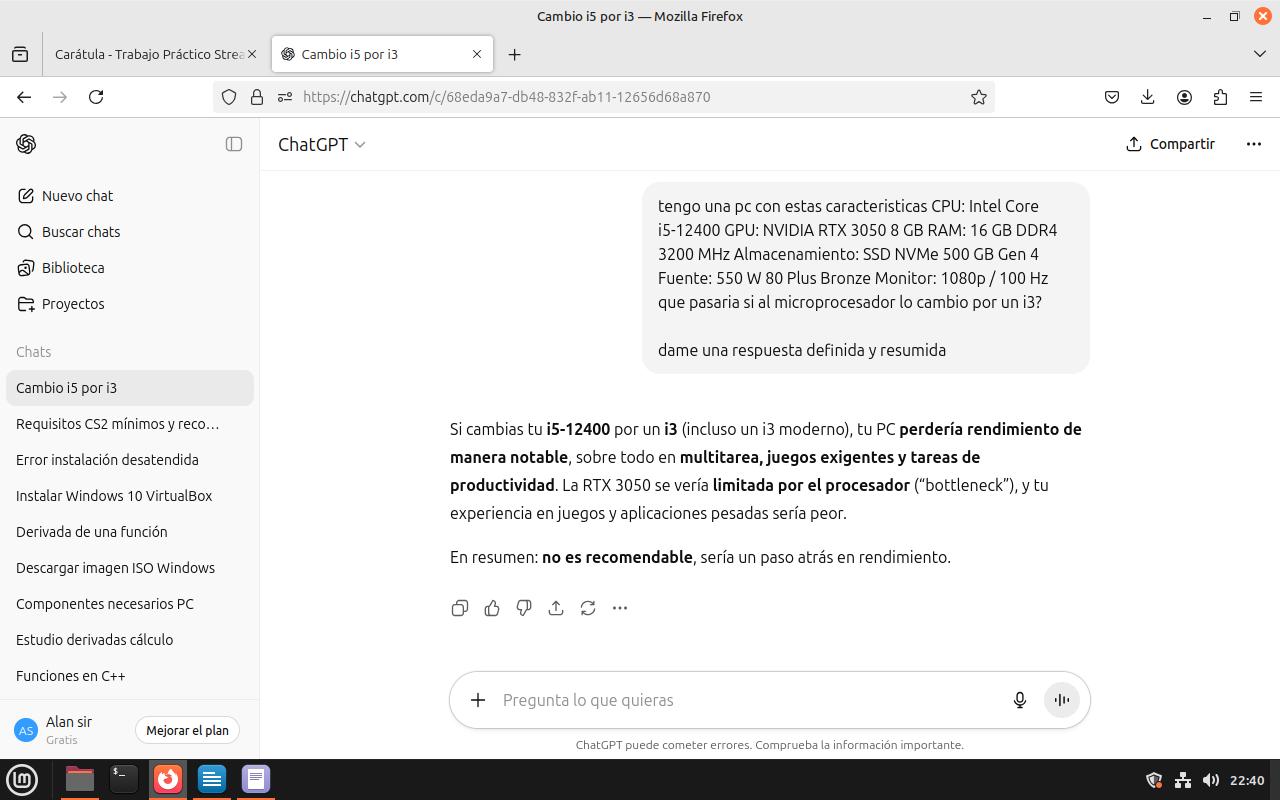 Cambio i5 por i3 — Mozilla Firefox
Carátula - Trabajo Práctico Strea
Cambio i5 por i3
https://chatgpt.com/c/68eda9a7-db48-832f-ab11-12656d68a870
ChatGPT
Compartir
Nuevo chat
Buscar chats
Biblioteca
Proyectos
Chats
Cambio i5 por i3
Requisitos CS2 mínimos y reco…
Error instalación desatendida
Instalar Windows 10 VirtualBox
Derivada de una función
Descargar imagen ISO Windows
Componentes necesarios PC
Estudio derivadas cálculo
Funciones en C++
AS
Alan sir
Gratis
Mejorar el plan
tengo una pc con estas caracteristicas CPU: Intel Core
i5-12400 GPU: NVIDIA RTX 3050 8 GB RAM: 16 GB DDR4
3200 MHz Almacenamiento: SSD NVMe 500 GB Gen 4
Fuente: 550 W 80 Plus Bronze Monitor: 1080p / 100 Hz
que pasaria si al microprocesador lo cambio por un i3?
dame una respuesta definida y resumida
Si cambias tu i5-12400 por un i3 (incluso un i3 moderno), tu PC perdería rendimiento de
manera notable, sobre todo en multitarea, juegos exigentes y tareas de
productividad. La RTX 3050 se vería limitada por el procesador (“bottleneck”), y tu
experiencia en juegos y aplicaciones pesadas sería peor.
En resumen: no es recomendable, sería un paso atrás en rendimiento.
Pregunta lo que quieras
ChatGPT puede cometer errores. Comprueba la información importante.
22:40